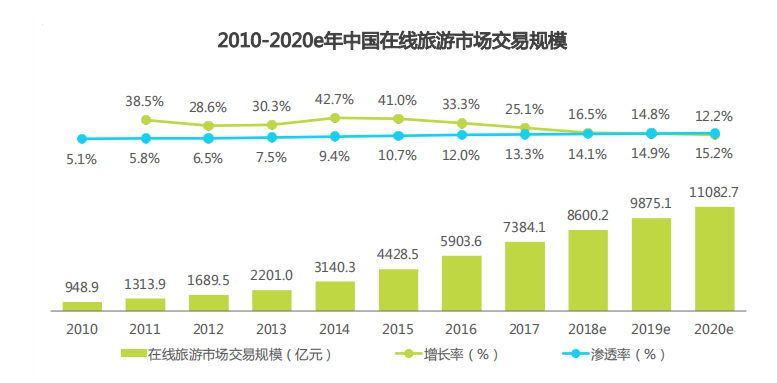 2010-2020e年中国在线旅游市场交易规模
38.5% 28.6% 30.3% 42.7% 41.0% 33.3% 25.1% 16.5% 14.8% 12.2%
5.1% 5.8% 6.5% 7.5% 9.4% 10.7% 12.0% 13.3% 14.1% 14.9% 15.2%
948.9 1313.9 1689.5 2201.0 3140.3 4428.5 5903.6 7384.1 8600.2 9875.1 11082.7
2010 2011 2012 2013 2014 2015 2016 2017 2018e 2019e 2020e
在线旅游市场交易规模（亿元） 增长率（%） 渗透率（%）